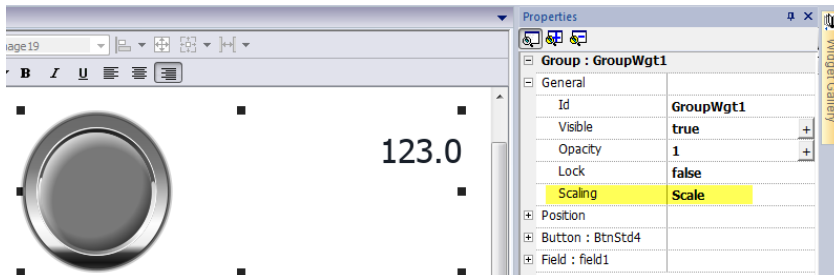 Properties
age19
B I U
Group : GroupWgt1
General
Id GroupWgt1
Visible true +
Opacity 1 +
Lock false
Scaling Scale
Position
Button : BtnStd4
Field : field1
123.0
Widget Gallery